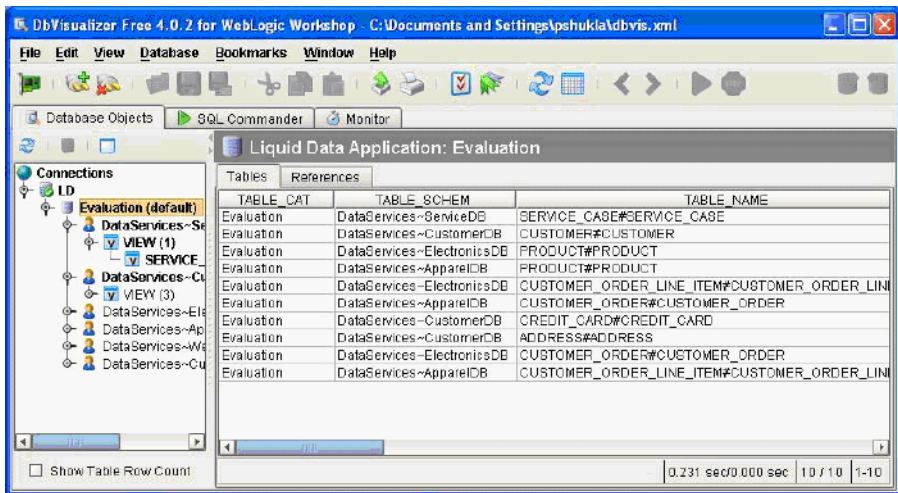 DbVisualizer Free 4.0.2 for WebLogic Workshop - C:\Documents and Settings\pshukla\dbvis.xml
File Edit View Database Bookmarks Window Help
Database Objects SQL Commander Monitor
Liquid Data Application: Evaluation
Connections
LD
Evaluation (default)
DataServices~Se
VIEW (1)
SERVICE_
DataServices~Cu
VIEW (3)
DataServices~Ele
DataServices~Ap
DataServices~We
DataServices~Cu
Show Table Row Count
Tables References
TABLE_CAT TABLE_SCHEM TABLE_NAME
Evaluation DataServices~ServiceDB SERVICE_CASE#SERVICE_CASE
Evaluation DataServices~CustomerDB CUSTOMER#CUSTOMER
Evaluation DataServices~ElectronicsDB PRODUCT#PRODUCT
Evaluation DataServices~ApparelDB PRODUCT#PRODUCT
Evaluation DataServices~ElectronicsDB CUSTOMER_ORDER_LINE_ITEM#CUSTOMER_ORDER_LINI
Evaluation DataServices~ApparelDB CUSTOMER_ORDER#CUSTOMER_ORDER
Evaluation DataServices~CustomerDB CREDIT_CARD#CREDIT_CARD
Evaluation DataServices~CustomerDB ADDRESS#ADDRESS
Evaluation DataServices~ElectronicsDB CUSTOMER_ORDER#CUSTOMER_ORDER
Evaluation DataServices~ApparelDB CUSTOMER_ORDER_LINE_ITEM#CUSTOMER_ORDER_LINI
0.231 sec/0.000 sec 10 / 10 1-10